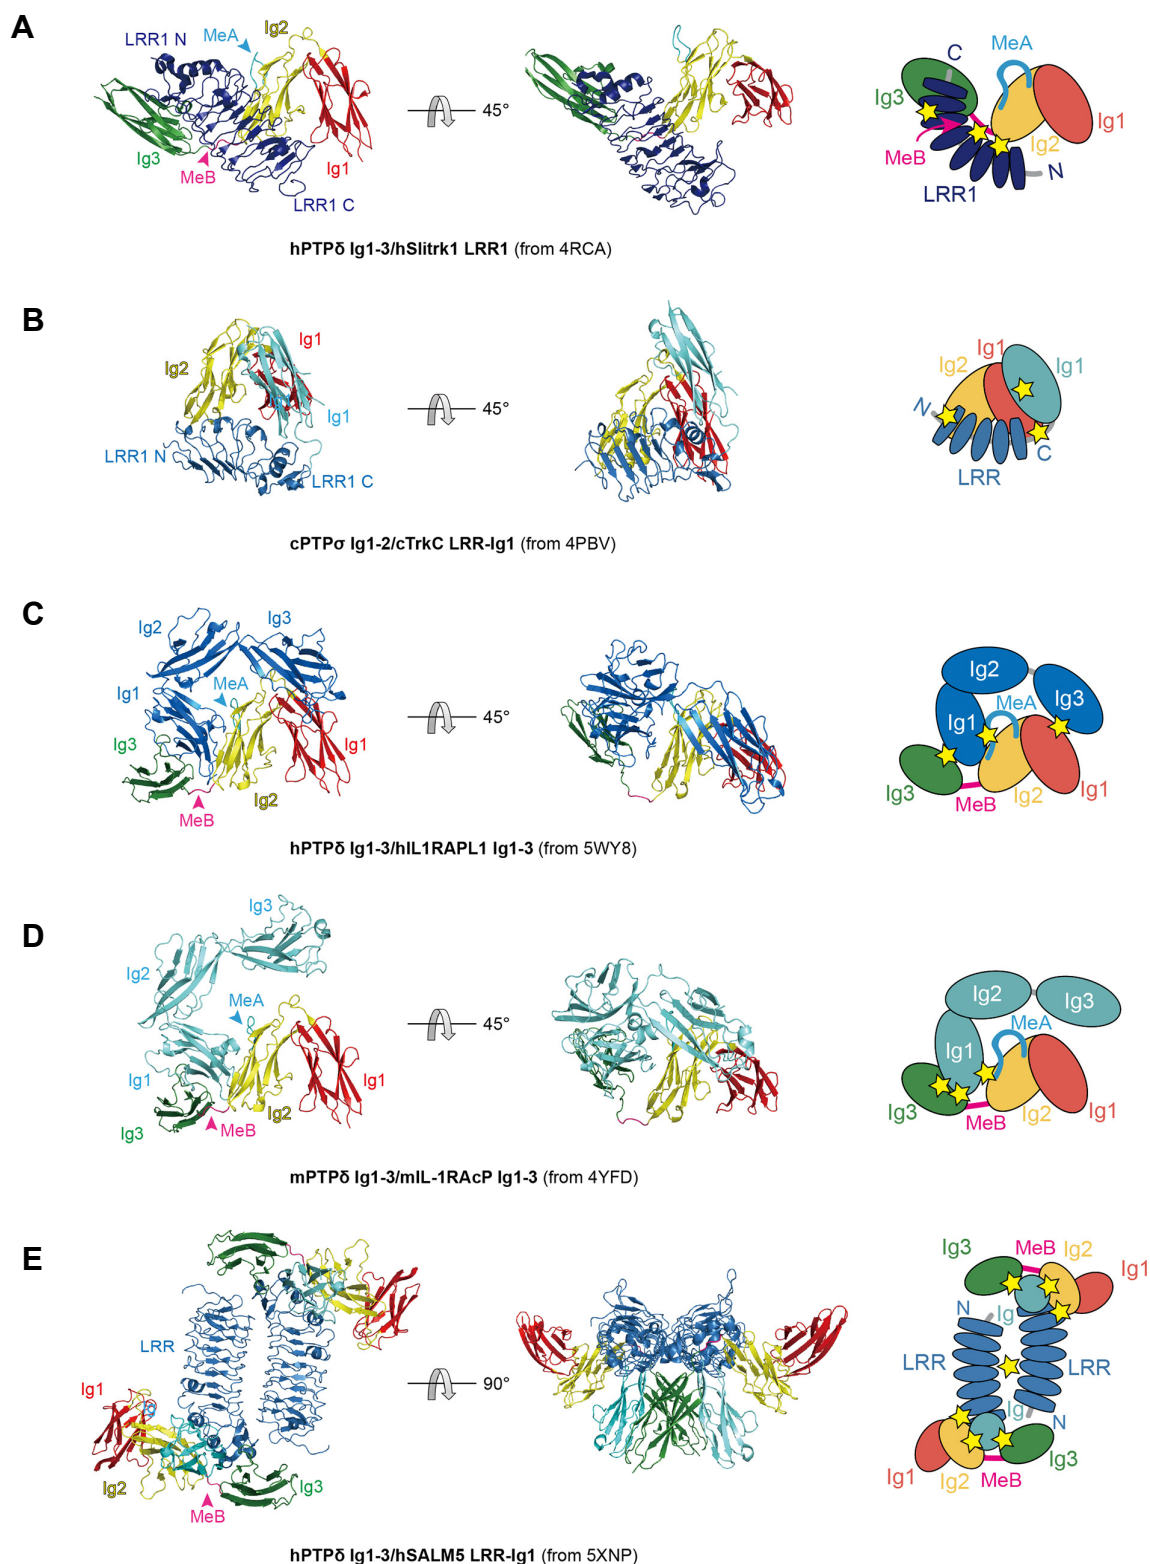 A
LRR1 N
MeA
Ig2
Ig3
MeB
Ig1
LRR1 C
45°
C
MeA
Ig3
Ig1
Ig2
MeB
N
LRR1
hPTPδ Ig1-3/hSlitrk1 LRR1 (from 4RCA)
B
Ig1
Ig2
Ig1
LRR1 N
LRR1 C
45°
Ig1
Ig2
Ig1
N
C
LRR
cPTPσ Ig1-2/cTrkC LRR-Ig1 (from 4PBV)
C
Ig2
Ig3
MeA
Ig1
Ig3
Ig1
Ig2
MeB
45°
Ig2
Ig3
MeA
Ig1
Ig3
MeB
Ig2
Ig1
hPTPδ Ig1-3/hIL1RAPL1 Ig1-3 (from 5WY8)
D
Ig3
Ig2
MeA
Ig1
Ig1
Ig2
MeB
Ig3
45°
Ig2
Ig3
MeA
Ig1
Ig3
MeB
Ig2
Ig1
mPTPδ Ig1-3/mIL-1RAcP Ig1-3 (from 4YFD)
E
LRR
Ig1
Ig
Ig2
Ig3
MeB
90°
Ig3
MeB
Ig2
Ig1
N
Ig
LRR
LRR
Ig
N
Ig1
Ig2
MeB
Ig3
hPTPδ Ig1-3/hSALM5 LRR-Ig1 (from 5XNP)